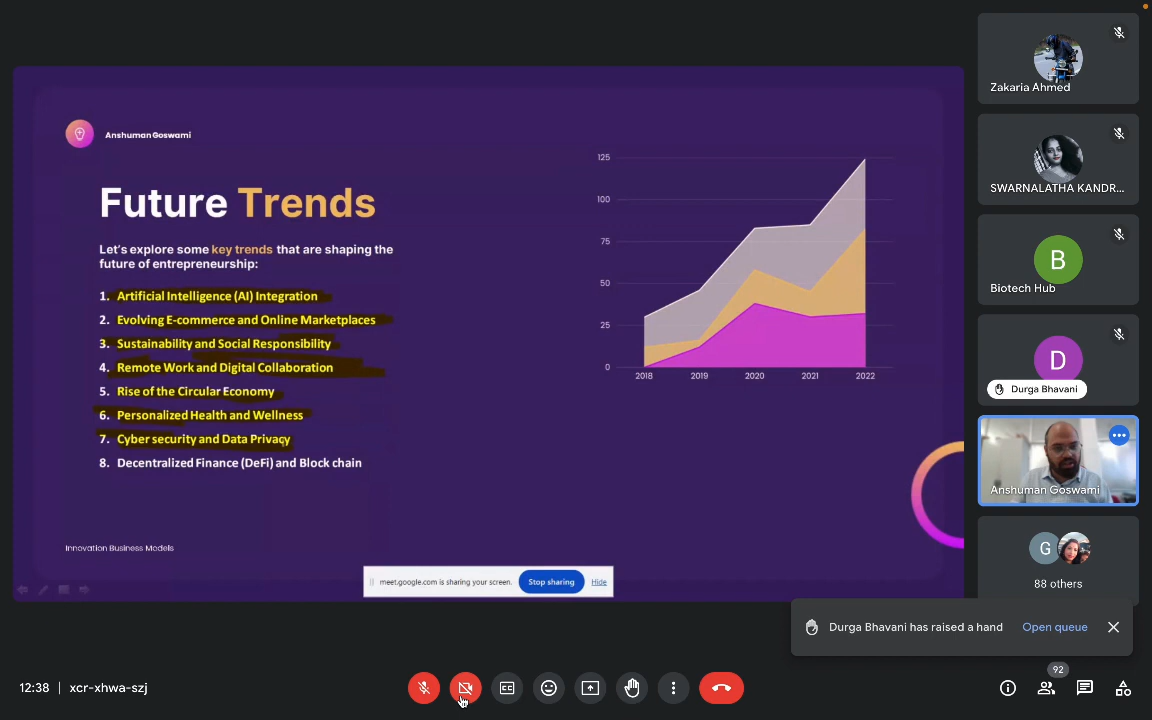 Anshuman Goswami
Future Trends
Let's explore some key trends that are shaping the
future of entrepreneurship:
1. Artificial Intelligence (AI) Integration
2. Evolving E-commerce and Online Marketplaces
3. Sustainability and Social Responsibility
4. Remote Work and Digital Collaboration
5. Rise of the Circular Economy
6. Personalized Health and Wellness
7. Cyber security and Data Privacy
8. Decentralized Finance (DeFi) and Block chain
Innovation Business Models
125
100
75
50
25
0
2018 2019 2020 2021 2022
meet.google.com is sharing your screen. Stop sharing Hide
Zakaria Ahmed
SWARNALATHA KANDR...
B
Biotech Hub
D
Durga Bhavani
Anshuman Goswami
G
88 others
Durga Bhavani has raised a hand Open queue
12:38 | xcr-xhwa-szj
CC
92